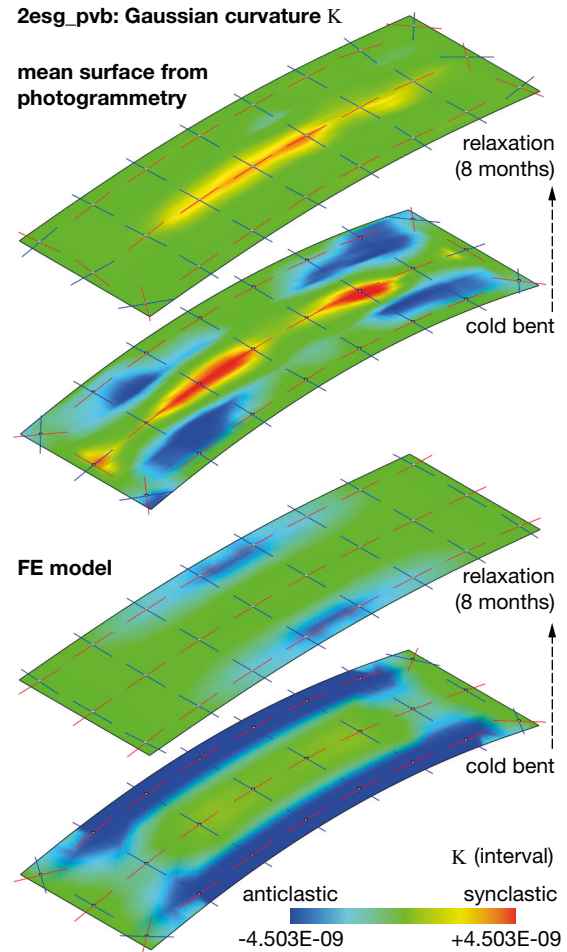 2esg_pvb: Gaussian curvature K
mean surface from
photogrammetry
relaxation
(8 months)
cold bent
FE model
relaxation
(8 months)
cold bent
K (interval)
anticlastic synclastic
-4.503E-09 +4.503E-09